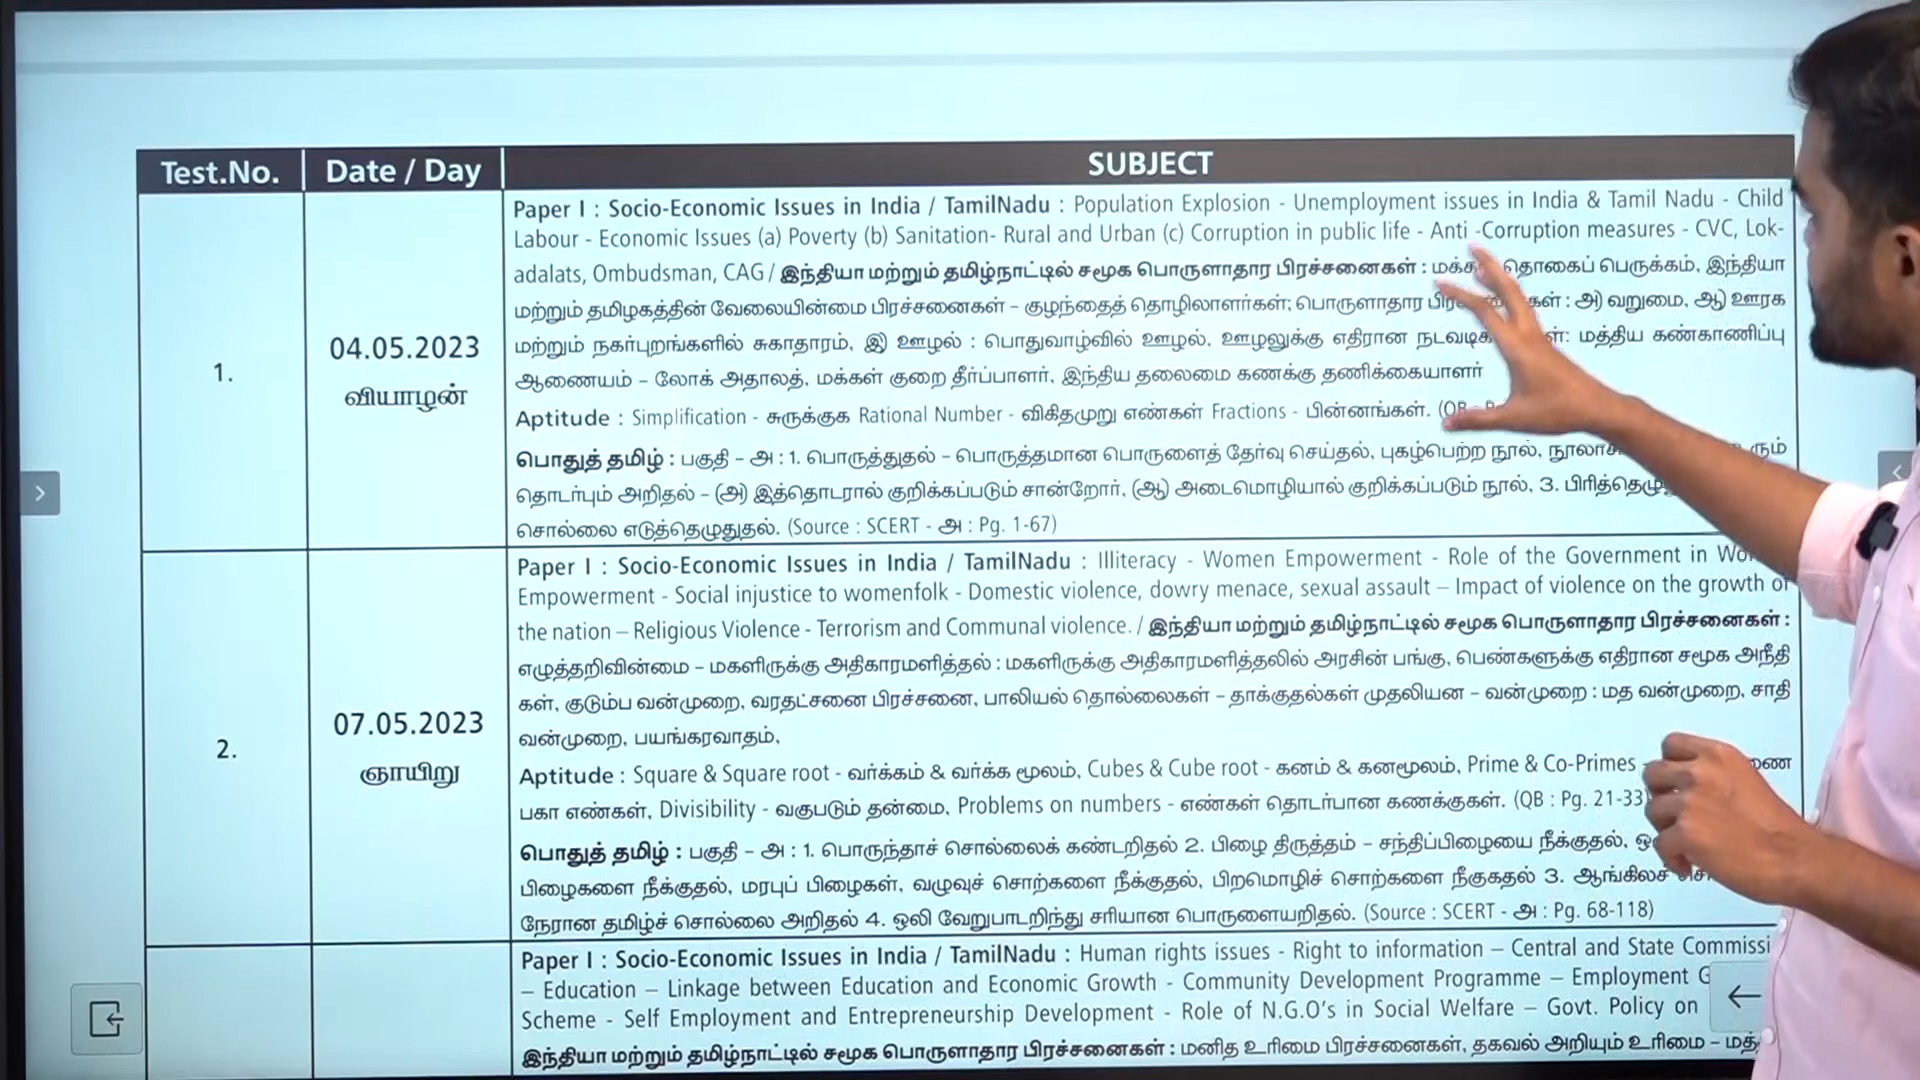 Test.No. Date / Day SUBJECT
1.
04.05.2023
வியாழன்
Paper I : Socio-Economic Issues in India / TamilNadu : Population Explosion - Unemployment issues in India & Tamil Nadu - Child
Labour - Economic Issues (a) Poverty (b) Sanitation- Rural and Urban (c) Corruption in public life - Anti -Corruption measures - CVC, Lok-
adalats, Ombudsman, CAG / இந்தியா மற்றும் தமிழ்நாட்டில் சமூக பொருளாதார பிரச்சனைகள் : தொகைப் பெருக்கம், இந்தியா
மற்றும் தமிழகத்தின் வேலையின்மை பிரச்சனைகள் – குழந்தைத் தொழிலாளர்கள்; பொருளாதார : அ) வறுமை, ஆ) ஊரக
மற்றும் நகர்புறங்களில் சுகாதாரம், இ) ஊழல் : பொதுவாழ்வில் ஊழல், ஊழலுக்கு எதிரான மத்திய கண்காணிப்பு
ஆணையம் – லோக் அதாலத், மக்கள் குறை தீர்ப்பாளர், இந்திய தலைமை கணக்கு தணிக்கையாளர்
Aptitude : Simplification - சுருக்குக Rational Number - விகிதமுறு எண்கள் Fractions - பின்னங்கள்.
பொதுத் தமிழ் : பகுதி – அ : 1. பொருத்துதல் – பொருத்தமான பொருளைத் தேர்வு செய்தல், புகழ்பெற்ற நூல்,
தொடர்பும் அறிதல் – (அ) இத்தொடரால் குறிக்கப்படும் சான்றோர், (ஆ) அடைமொழியால் குறிக்கப்படும் நூல், 3.
சொல்லை எடுத்தெழுதுதல். (Source : SCERT - அ : Pg. 1-67)
2.
07.05.2023
ஞாயிறு
Paper I : Socio-Economic Issues in India / TamilNadu : Illiteracy - Women Empowerment - Role of the Government in
Empowerment - Social injustice to womenfolk - Domestic violence, dowry menace, sexual assault – Impact of violence on the growth of
the nation – Religious Violence - Terrorism and Communal violence. / இந்தியா மற்றும் தமிழ்நாட்டில் சமூக பொருளாதார பிரச்சனைகள் :
எழுத்தறிவின்மை – மகளிருக்கு அதிகாரமளித்தல் : மகளிருக்கு அதிகாரமளித்தலில் அரசின் பங்கு, பெண்களுக்கு எதிரான சமூக அநீதி
கள், குடும்ப வன்முறை, வரதட்சனை பிரச்சனை, பாலியல் தொல்லைகள் – தாக்குதல்கள் முதலியன – வன்முறை : மத வன்முறை, சாதி
வன்முறை, பயங்கரவாதம்,
Aptitude : Square & Square root - வர்க்கம் & வர்க்க மூலம், Cubes & Cube root - கனம் & கனமூலம், Prime & Co-Primes -
பகா எண்கள், Divisibility - வகுபடும் தன்மை, Problems on numbers - எண்கள் தொடர்பான கணக்குகள். (QB : Pg. 21-33)
பொதுத் தமிழ் : பகுதி – அ : 1. பொருந்தாச் சொல்லைக் கண்டறிதல் 2. பிழை திருத்தம் – சந்திப்பிழையை நீக்குதல்,
பிழைகளை நீக்குதல், மரபுப் பிழைகள், வழுவுச் சொற்களை நீக்குதல், பிறமொழிச் சொற்களை நீகுகதல் 3. ஆங்கிலச்
நேரான தமிழ்ச் சொல்லை அறிதல் 4. ஒலி வேறுபாடறிந்து சரியான பொருளையறிதல். (Source : SCERT - அ : Pg. 68-118)
Paper I : Socio-Economic Issues in India / TamilNadu : Human rights issues - Right to information – Central and State
– Education – Linkage between Education and Economic Growth - Community Development Programme – Employment
Scheme - Self Employment and Entrepreneurship Development - Role of N.G.O's in Social Welfare – Govt. Policy on
இந்தியா மற்றும் தமிழ்நாட்டில் சமூக பொருளாதார பிரச்சனைகள் : மனித உரிமை பிரச்சனைகள், தகவல் அறியும் உரிமை –